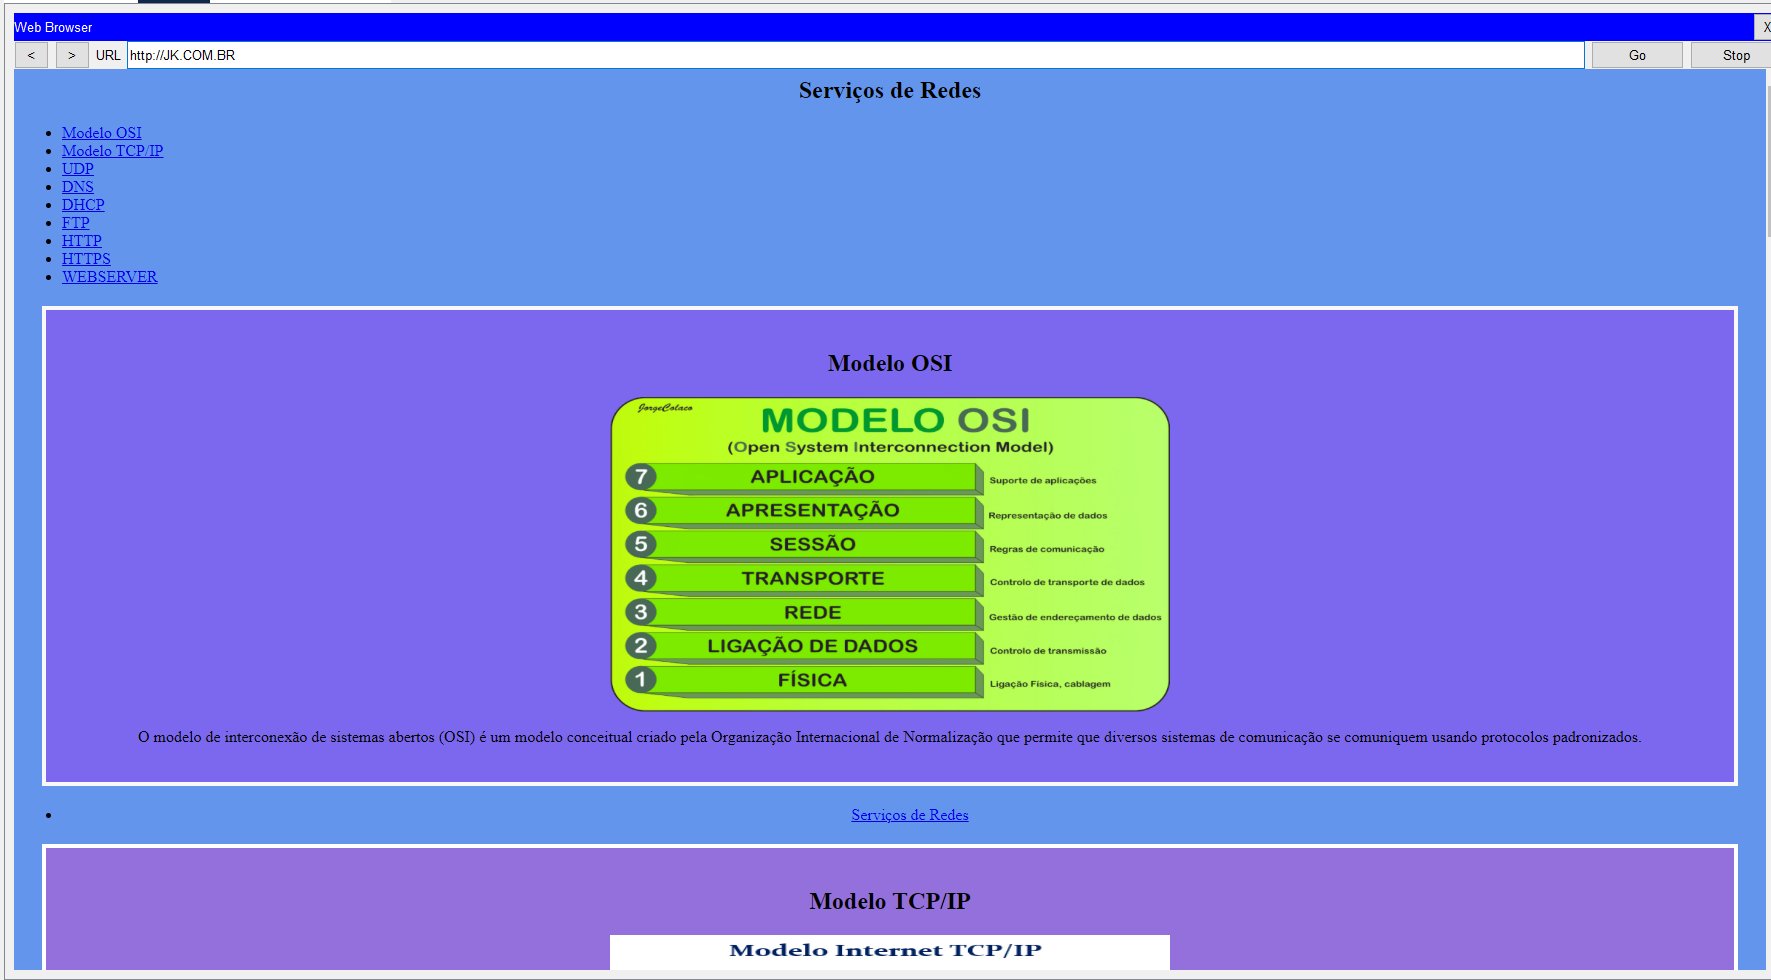 Web Browser
X
<
>
URL
http://JK.COM.BR
Go
Stop
Serviços de Redes
Modelo OSI
Modelo TCP/IP
UDP
DNS
DHCP
FTP
HTTP
HTTPS
WEBSERVER
Modelo OSI
JorgeColaco
MODELO OSI
(Open System Interconnection Model)
7 APLICAÇÃO Suporte de aplicações
6 APRESENTAÇÃO Representação de dados
5 SESSÃO Regras de comunicação
4 TRANSPORTE Controlo de transporte de dados
3 REDE Gestão de endereçamento de dados
2 LIGAÇÃO DE DADOS Controlo de transmissão
1 FÍSICA Ligação Física, cablagem
O modelo de interconexão de sistemas abertos (OSI) é um modelo conceitual criado pela Organização Internacional de Normalização que permite que diversos sistemas de comunicação se comuniquem usando protocolos padronizados.
Serviços de Redes
Modelo TCP/IP
Modelo Internet TCP/IP